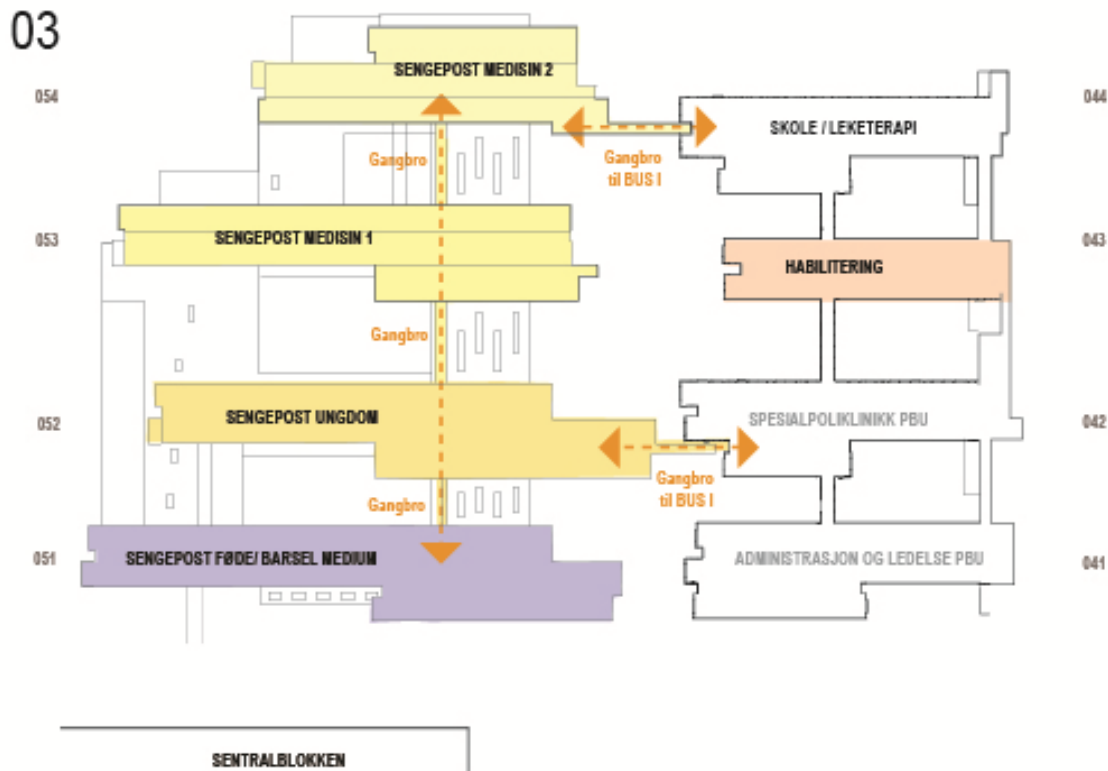 03
SENGEPOST MEDISIN 2
054
044
SKOLE / LEKETERAPI
Gangbro
Gangbro
til BUS I
053
SENGEPOST MEDISIN 1
043
HABILITERING
Gangbro
052
SENGEPOST UNGDOM
SPESIALPOLIKLINIKK PBU
042
Gangbro
Gangbro
til BUS I
051
SENGEPOST FØDE/ BARSEL MEDIUM
ADMINISTRASJON OG LEDELSE PBU
041
SENTRALBLOKKEN